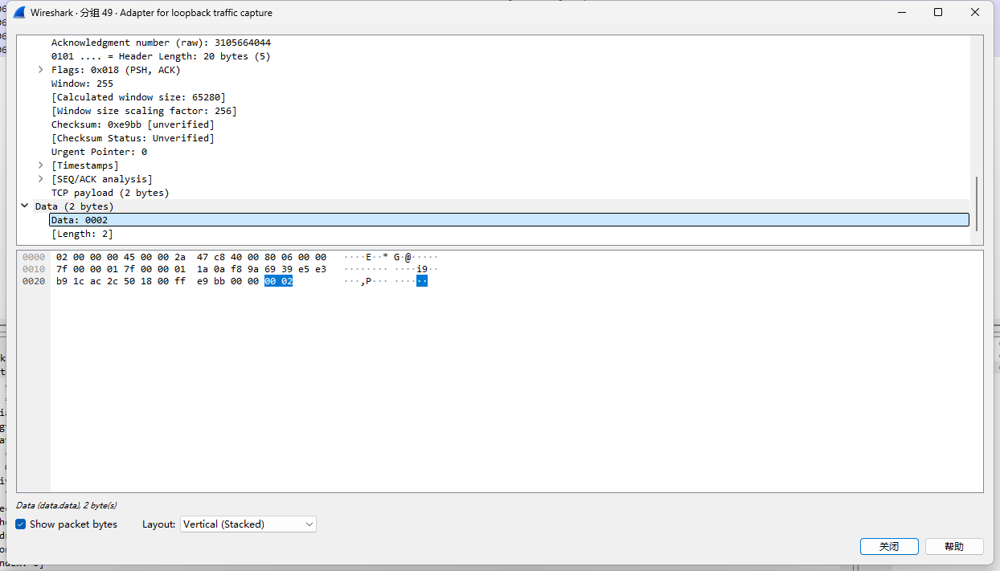 Wireshark · 分组 49 · Adapter for loopback traffic capture
Acknowledgment number (raw): 3105664044
0101 .... = Header Length: 20 bytes (5)
Flags: 0x018 (PSH, ACK)
Window: 255
[Calculated window size: 65280]
[Window size scaling factor: 256]
Checksum: 0xe9bb [unverified]
[Checksum Status: Unverified]
Urgent Pointer: 0
[Timestamps]
[SEQ/ACK analysis]
TCP payload (2 bytes)
Data (2 bytes)
Data: 0002
[Length: 2]
0000 02 00 00 00 45 00 00 2a 47 c8 40 00 80 06 00 00 ····E··* G·@·····
0010 7f 00 00 01 7f 00 00 01 1a 0a f8 9a 69 39 e5 e3 ········ ····i9··
0020 b9 1c ac 2c 50 18 00 ff e9 bb 00 00 00 02 ···,P··· ······
Data (data.data), 2 byte(s)
Show packet bytes Layout: Vertical (Stacked)
关闭 帮助